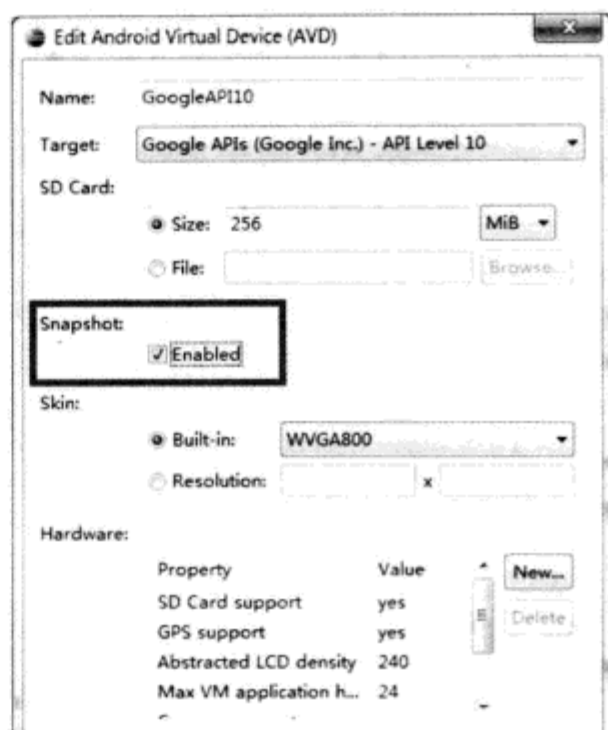 Edit Android Virtual Device (AVD)
x
Name: GoogleAPI10
Target: Google APIs (Google Inc.) - API Level 10
SD Card:
Size: 256 MiB
File: Browse...
Snapshot:
Enabled
Skin:
Built-in: WVGA800
Resolution: x
Hardware:
Property Value New...
SD Card support yes
GPS support yes Delete
Abstracted LCD density 240
Max VM application h... 24